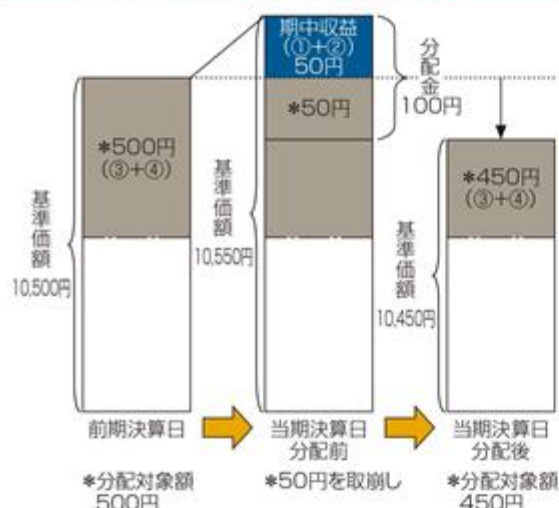 期中収益
(①+②)
50円
*50円
分配金
100円
*500円
(③+④)
基準価額
10,500円
基準価額
10,550円
*450円
(③+④)
基準価額
10,450円
前期決算日
当期決算日
分配前
当期決算日
分配後
*分配対象額
500円
*50円を取崩し
*分配対象額
450円